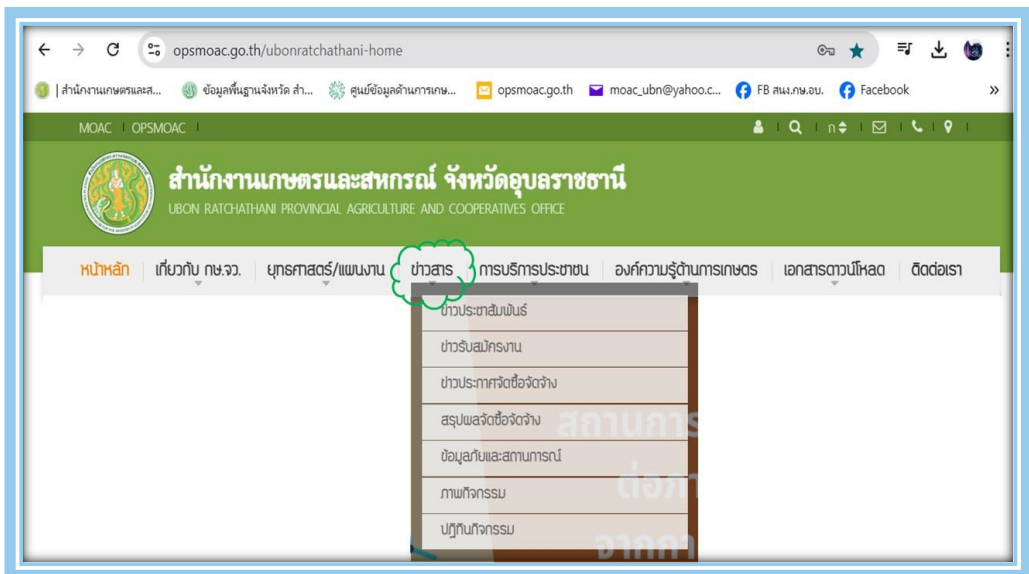 opsmoac.go.th/ubonratchathani-home
| สำนักงานเกษตรและส... ข้อมูลพื้นฐานจังหวัด สำ... ศูนย์ข้อมูลด้านการเกษ... opsmoac.go.th moac_ubn@yahoo.c... FB สนง.กษ.อบ. Facebook »
MOAC | OPSMOAC | ก
สำนักงานเกษตรและสหกรณ์ จังหวัดอุบลราชธานี
UBON RATCHATHANI PROVINCIAL AGRICULTURE AND COOPERATIVES OFFICE
หน้าหลัก เกี่ยวกับ กษ.จว. ยุทธศาสตร์/แผนงาน ข่าวสาร การบริการประชาชน องค์ความรู้ด้านการเกษตร เอกสารดาวน์โหลด ติดต่อเรา
ข่าวประชาสัมพันธ์
ข่าวรับสมัครงาน
ข่าวประกาศจัดซื้อจัดจ้าง
สรุปผลจัดซื้อจัดจ้าง
ข้อมูลภัยและสถานการณ์
ภาพกิจกรรม
ปฏิทินกิจกรรม